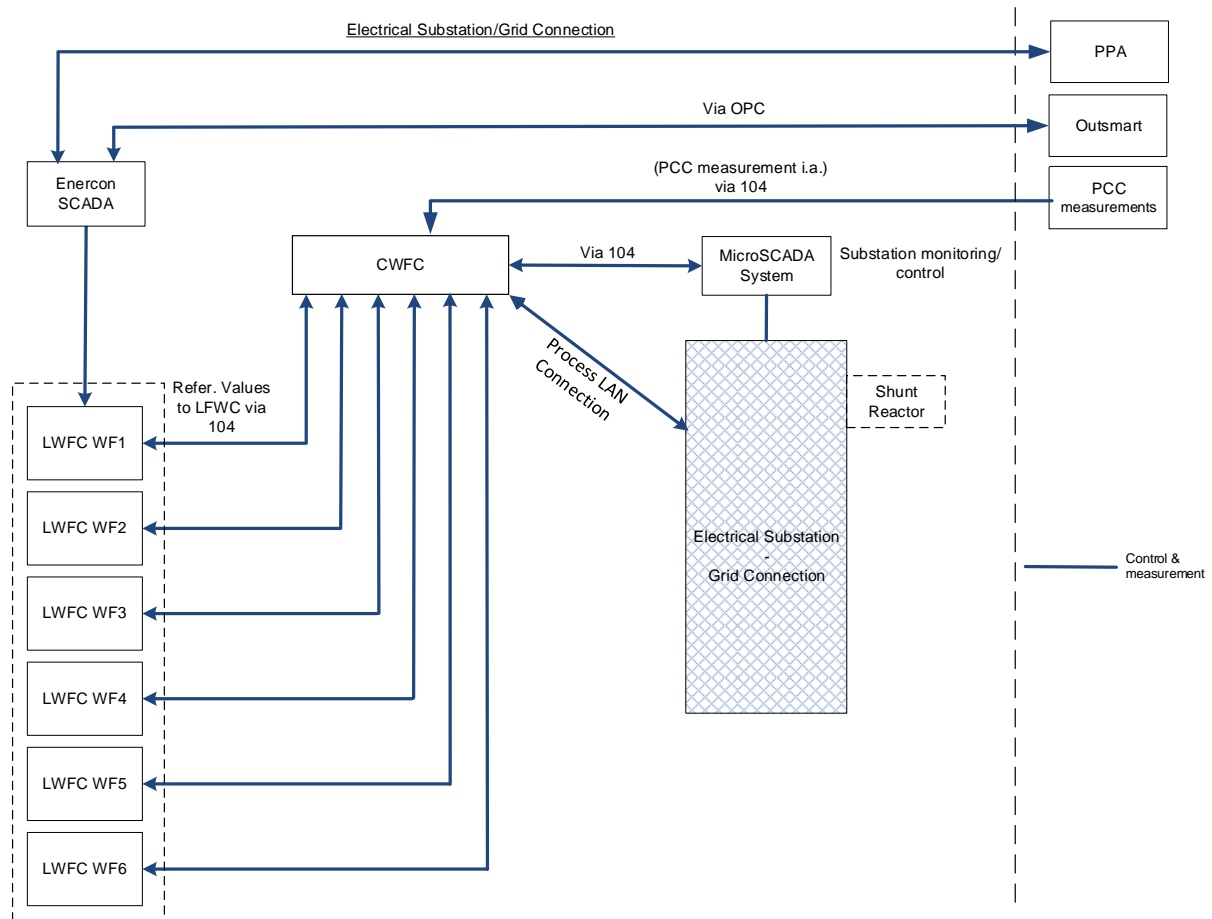 Electrical Substation/Grid Connection
PPA
Via OPC
Outsmart
Enercon
SCADA
(PCC measurement i.a.)
via 104
PCC
measurements
CWFC
Via 104
MicroSCADA
System
Substation monitoring/
control
Process LAN
Connection
Refer. Values
to LFWC via
104
Shunt
Reactor
LWFC WF1
LWFC WF2
Electrical Substation
-
Grid Connection
Control &
measurement
LWFC WF3
LWFC WF4
LWFC WF5
LWFC WF6